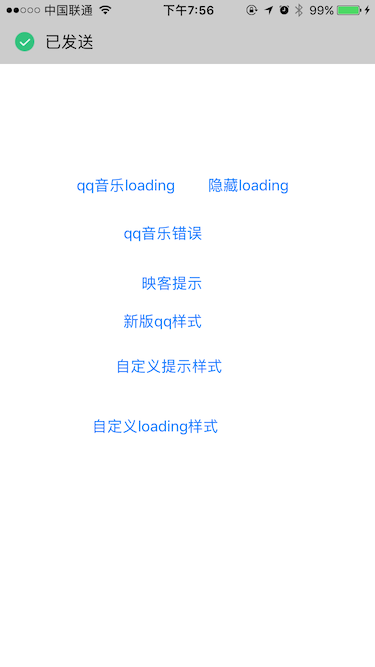 中国联通 下午7:56 99%
已发送
qq音乐loading 隐藏loading
qq音乐错误
映客提示
新版qq样式
自定义提示样式
自定义loading样式